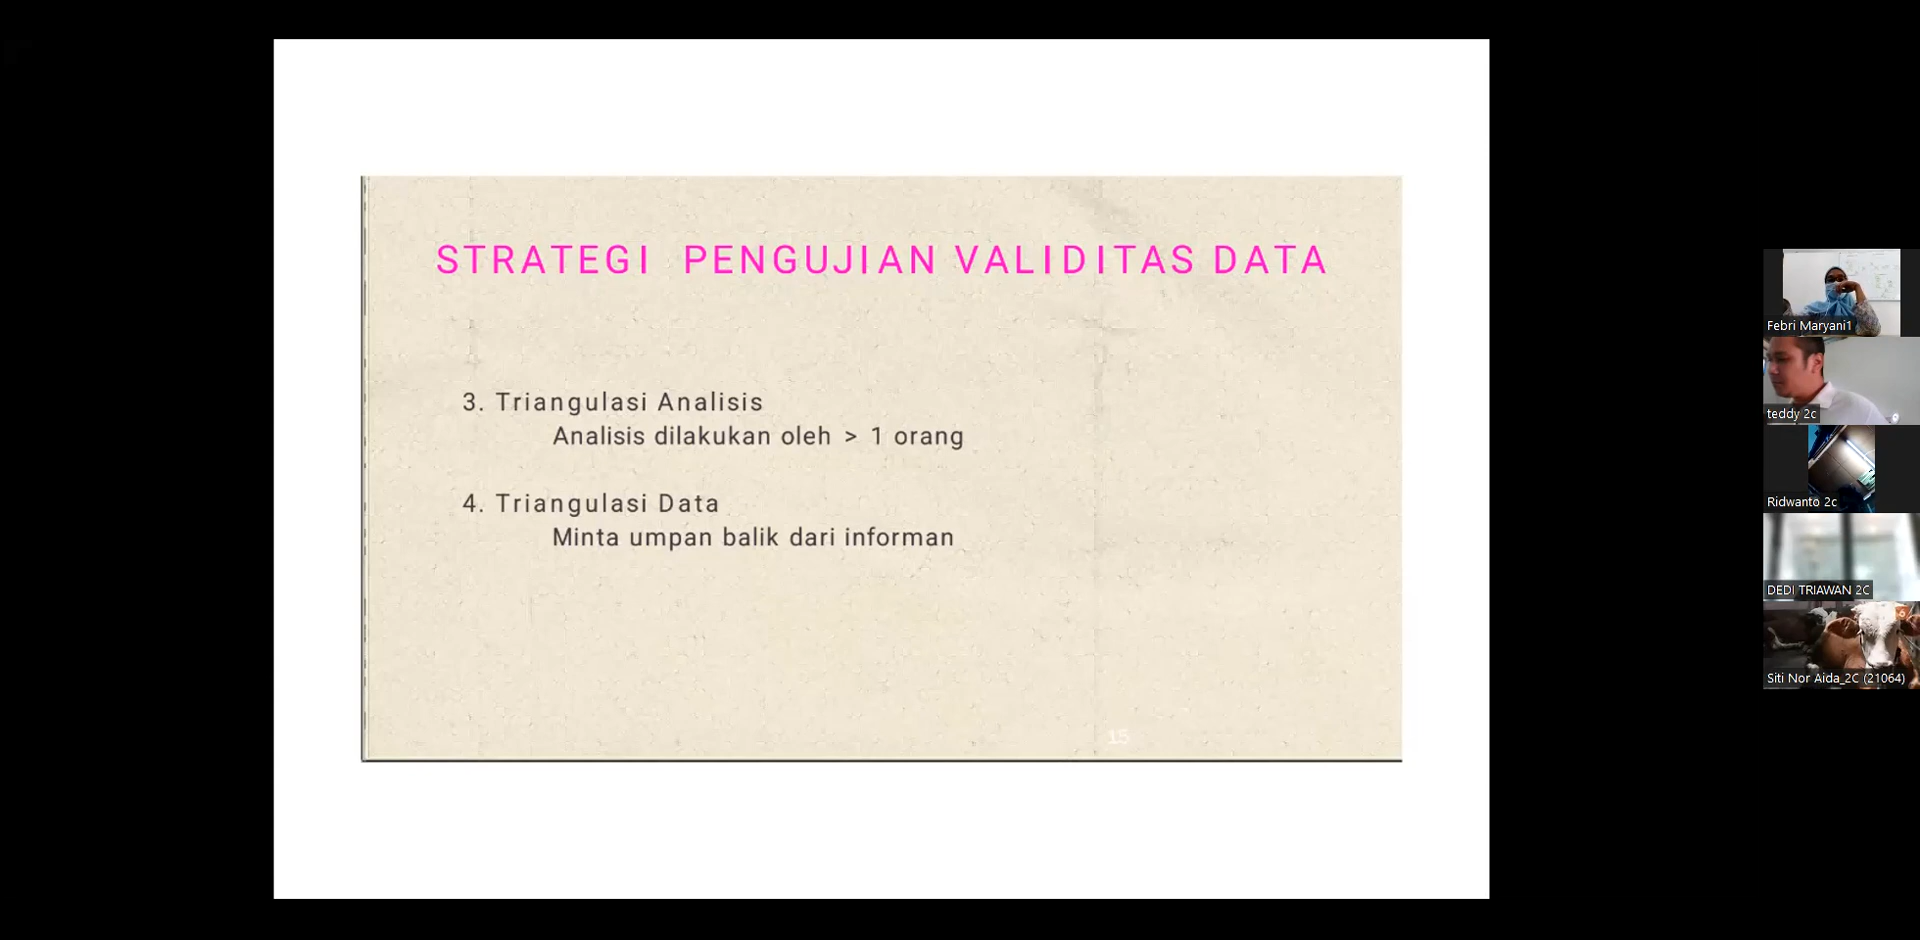 STRATEGI PENGUJIAN VALIDITAS DATA
3. Triangulasi Analisis
Analisis dilakukan oleh > 1 orang
4. Triangulasi Data
Minta umpan balik dari informan
15
Febri Maryani1
teddy 2c
Ridwanto 2c
DEDI TRIAWAN 2C
Siti Nor Aida_2C (21064)